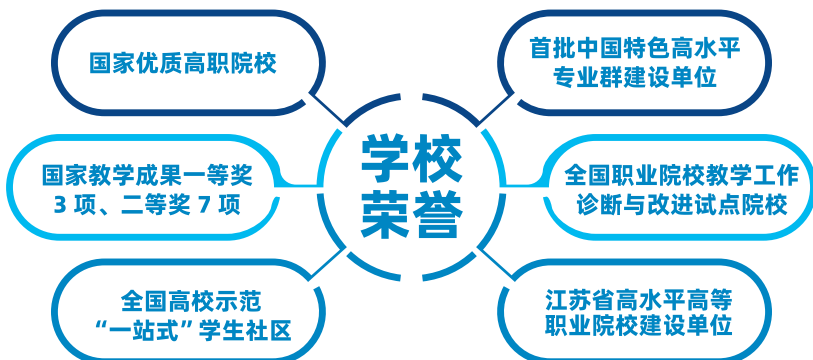 国家优质高职院校
首批中国特色高水平
专业群建设单位
国家教学成果一等奖
3 项、二等奖 7 项
学校
荣誉
全国职业院校教学工作
诊断与改进试点院校
全国高校示范
“一站式”学生社区
江苏省高水平高等
职业院校建设单位